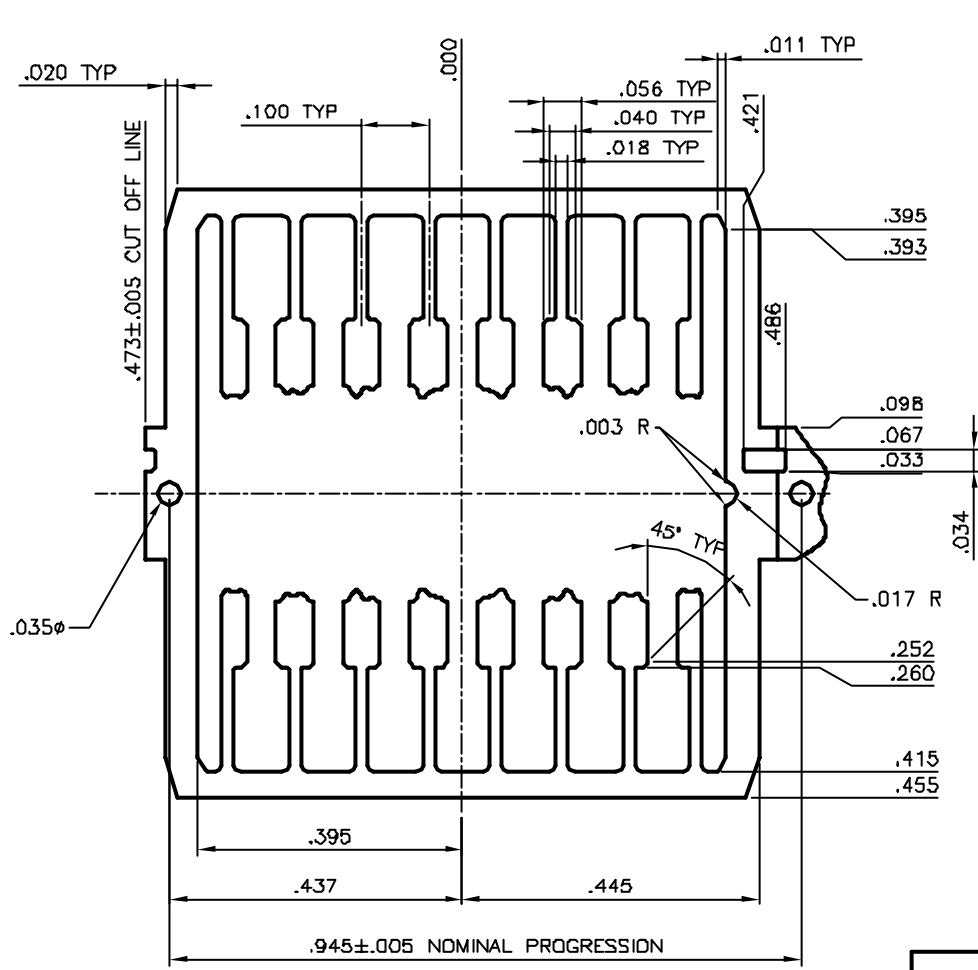 .020 TYP
.000
.011 TYP
.056 TYP
.100 TYP
.040 TYP
.421
.018 TYP
.473±.005 CUT OFF LINE
.395
.393
.486
.098
.003 R
.067
.033
.034
45° TYP
.017 R
.035ø
.252
.260
.415
.455
.395
.437
.445
.945±.005 NOMINAL PROGRESSION